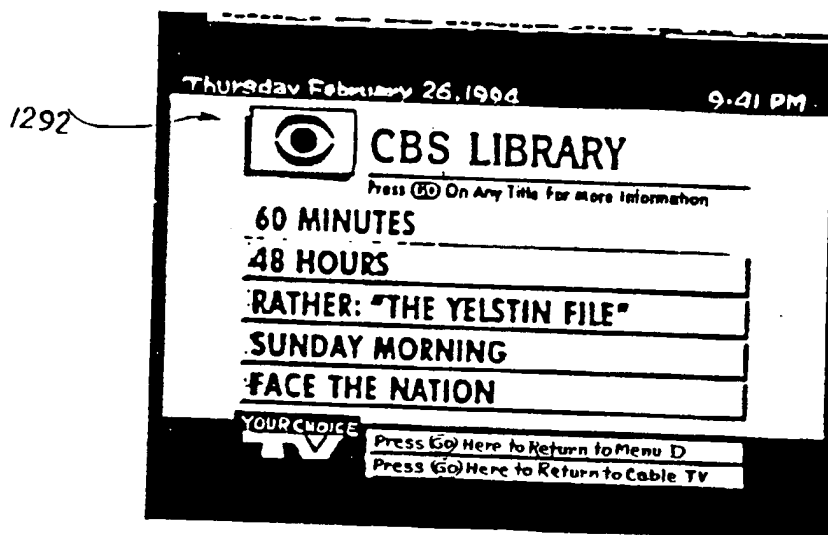 Thursday February 26, 1994 9:41 PM
1292
CBS LIBRARY
Press Go On Any Title For More Information
60 MINUTES
48 HOURS
RATHER: "THE YELSTIN FILE"
SUNDAY MORNING
FACE THE NATION
YOUR CHOICE
TV
Press Go Here to Return to Menu D
Press Go Here to Return to Cable TV